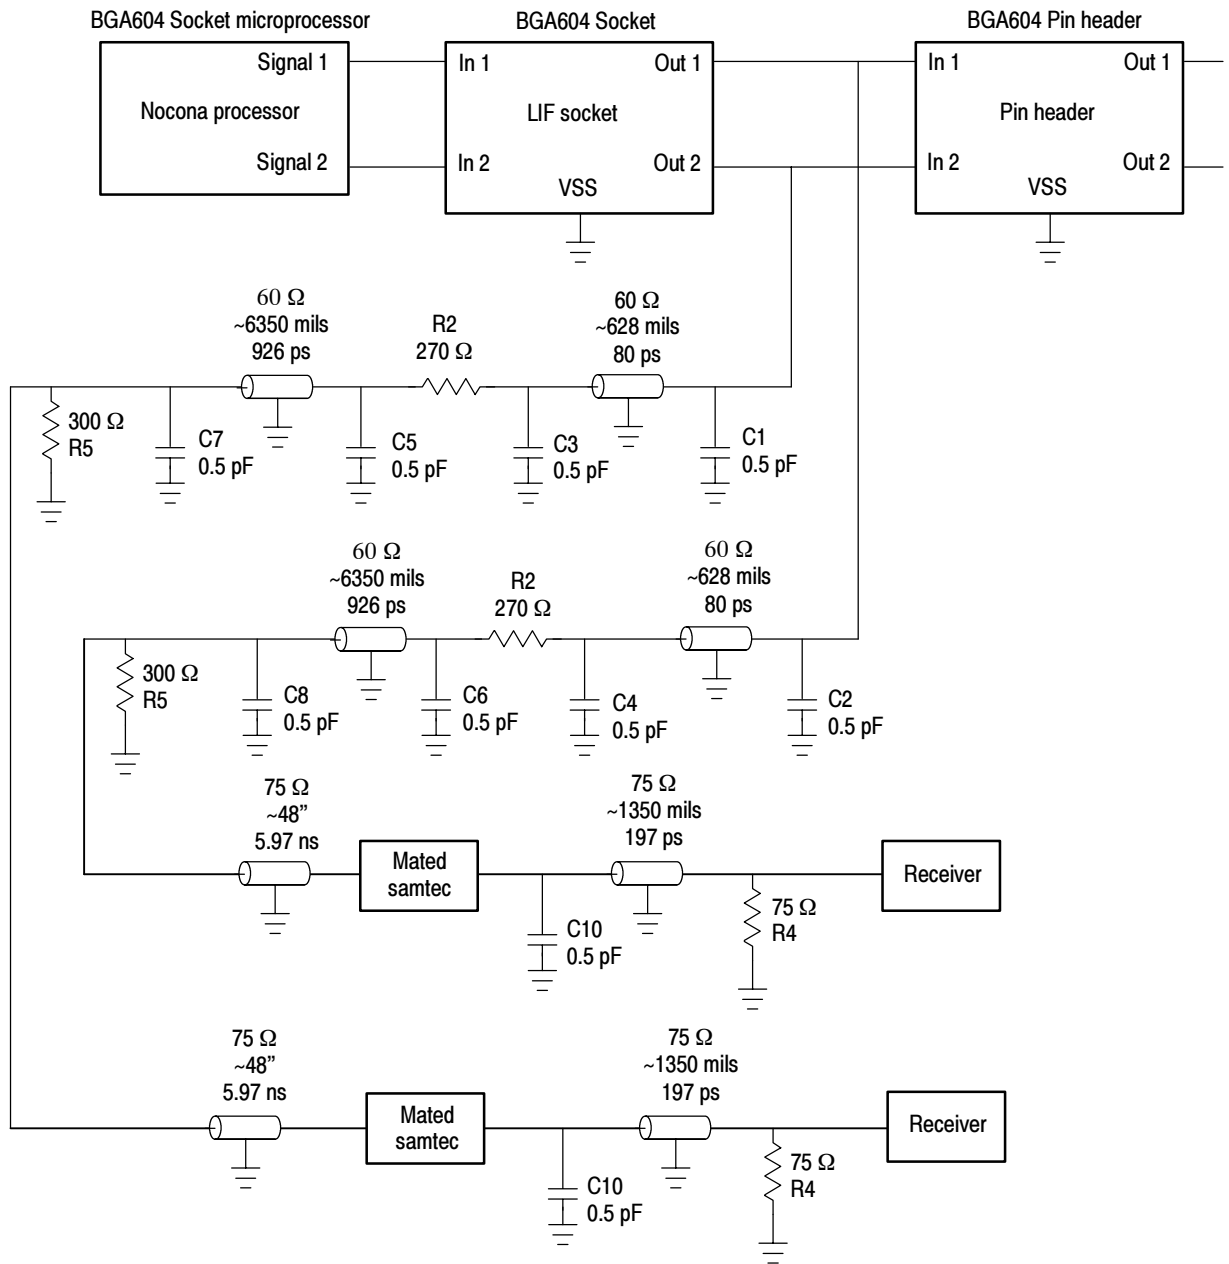 BGA604 Socket microprocessor
BGA604 Socket
BGA604 Pin header
Signal 1
Nocona processor
Signal 2
In 1
Out 1
LIF socket
In 2
Out 2
VSS
In 1
Out 1
Pin header
In 2
Out 2
VSS
60 Ω
~6350 mils
926 ps
R2
270 Ω
60 Ω
~628 mils
80 ps
300 Ω
R5
C7
0.5 pF
C5
0.5 pF
C3
0.5 pF
C1
0.5 pF
60 Ω
~6350 mils
926 ps
R2
270 Ω
60 Ω
~628 mils
80 ps
300 Ω
R5
C8
0.5 pF
C6
0.5 pF
C4
0.5 pF
C2
0.5 pF
75 Ω
~48”
5.97 ns
Mated
samtec
75 Ω
~1350 mils
197 ps
Receiver
C10
0.5 pF
75 Ω
R4
75 Ω
~48”
5.97 ns
Mated
samtec
75 Ω
~1350 mils
197 ps
Receiver
C10
0.5 pF
75 Ω
R4